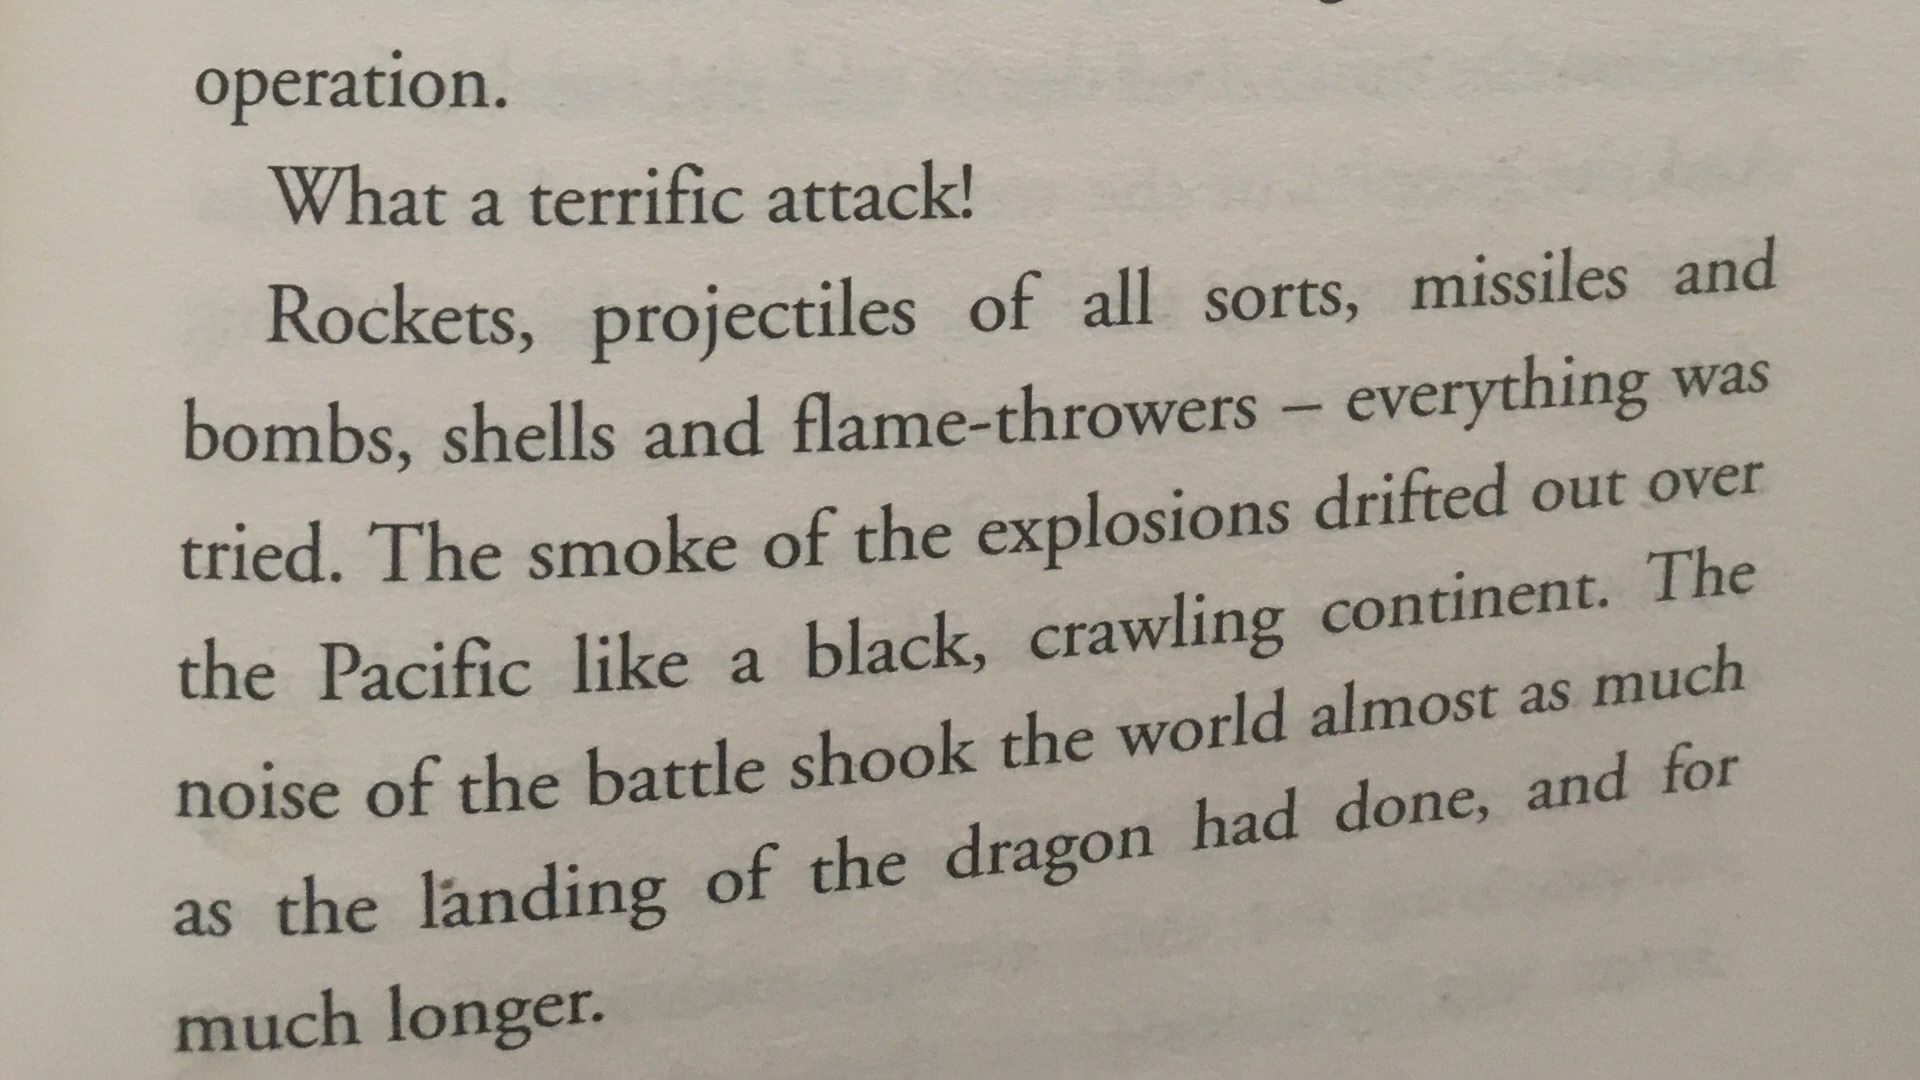 operation.
What a terrific attack!
Rockets, projectiles of all sorts, missiles and
bombs, shells and flame-throwers – everything was
tried. The smoke of the explosions drifted out over
the Pacific like a black, crawling continent. The
noise of the battle shook the world almost as much
as the landing of the dragon had done, and for
much longer.